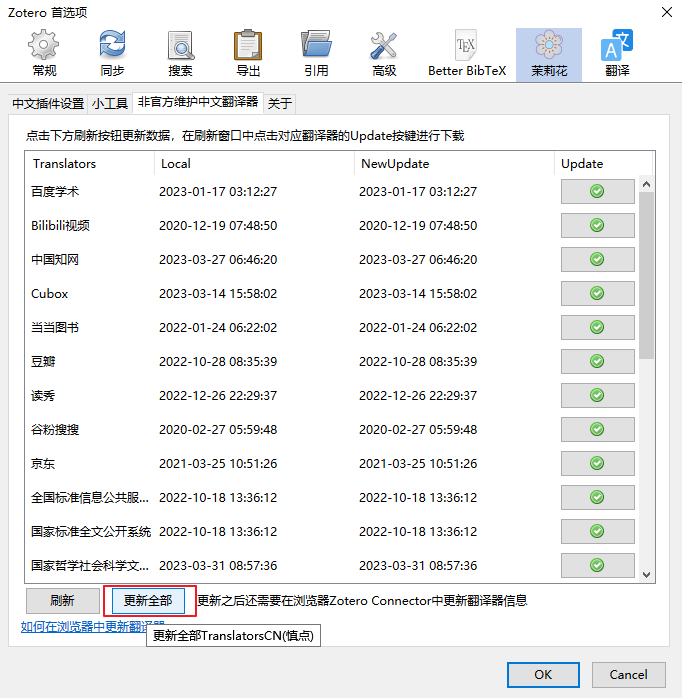 Zotero 首选项
常规 同步 搜索 导出 引用 高级 Better BibTeX 茉莉花 翻译
TEX
A 文
中文插件设置 小工具 非官方维护中文翻译器 关于
点击下方刷新按钮更新数据，在刷新窗口中点击对应翻译器的Update按键进行下载
Translators Local NewUpdate Update
百度学术 2023-01-17 03:12:27 2023-01-17 03:12:27
Bilibili视频 2020-12-19 07:48:50 2020-12-19 07:48:50
中国知网 2023-03-27 06:46:20 2023-03-27 06:46:20
Cubox 2023-03-14 15:58:02 2023-03-14 15:58:02
当当图书 2022-01-24 06:22:02 2022-01-24 06:22:02
豆瓣 2022-10-28 08:35:39 2022-10-28 08:35:39
读秀 2022-12-26 22:29:37 2022-12-26 22:29:37
谷粉搜搜 2020-02-27 05:59:48 2020-02-27 05:59:48
京东 2021-03-25 10:51:26 2021-03-25 10:51:26
全国标准信息公共服... 2022-10-18 13:36:12 2022-10-18 13:36:12
国家标准全文公开系统 2022-10-18 13:36:12 2022-10-18 13:36:12
国家哲学社会科学文... 2023-03-31 08:57:36 2023-03-31 08:57:36
刷新 更新全部 更新之后还需要在浏览器Zotero Connector中更新翻译器信息
如何在浏览器中更新翻译器
更新全部TranslatorsCN(慎点)
OK Cancel